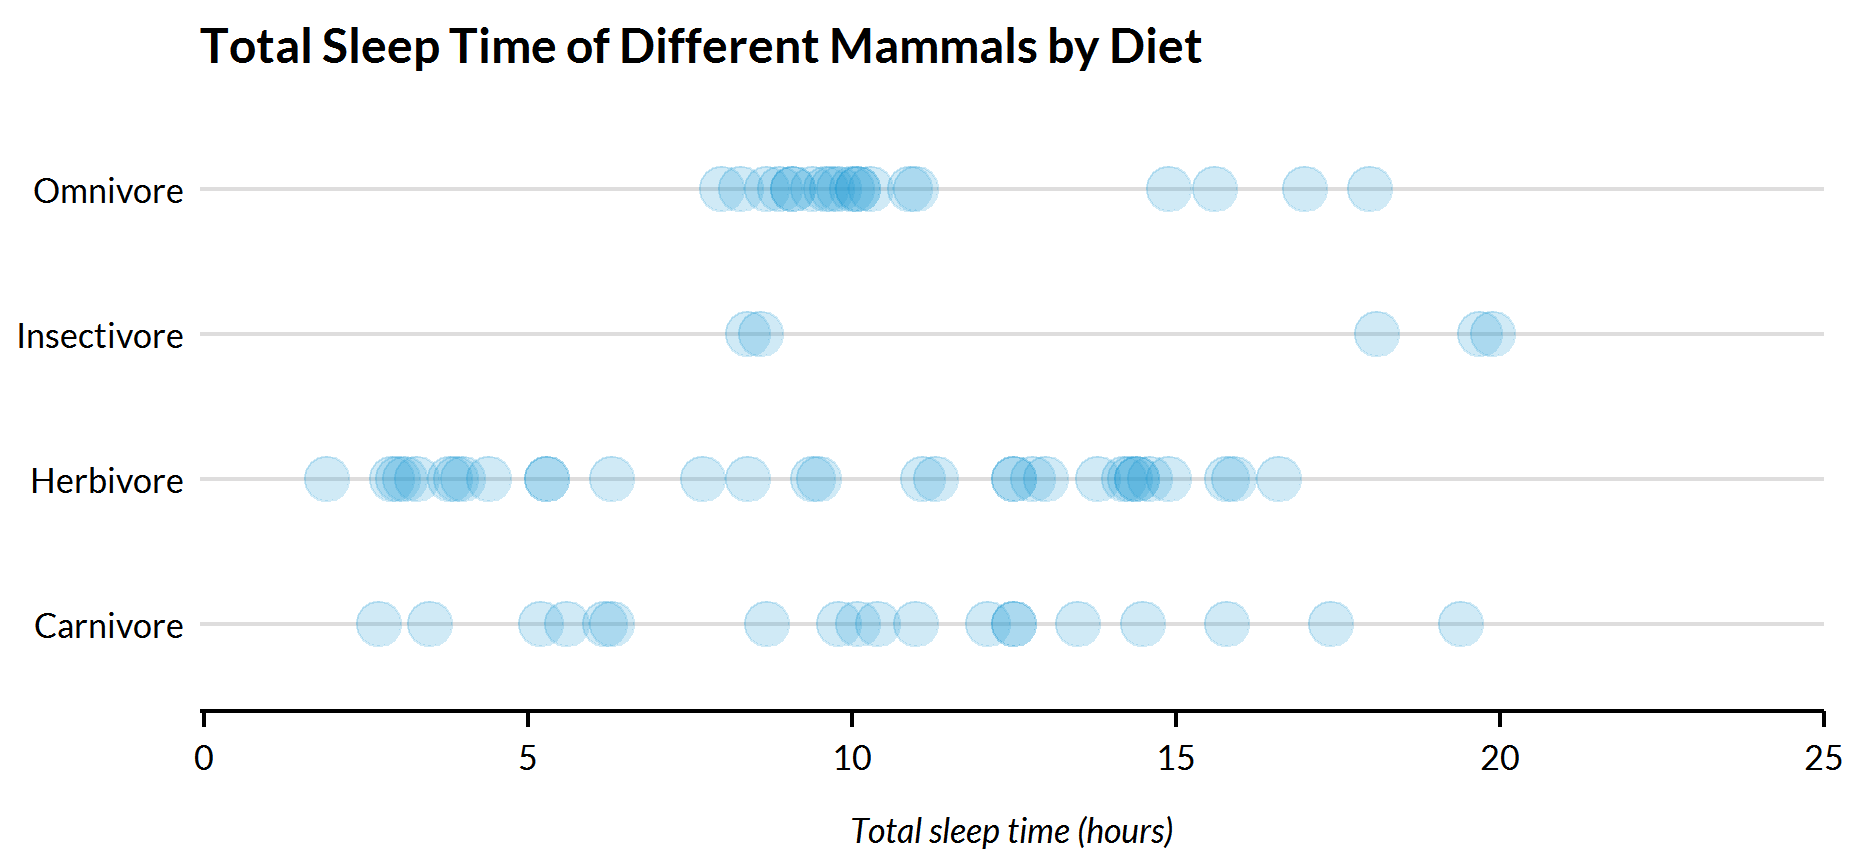 Total Sleep Time of Different Mammals by Diet
Omnivore
Insectivore
Herbivore
Carnivore
0 5 10 15 20 25
Total sleep time (hours)